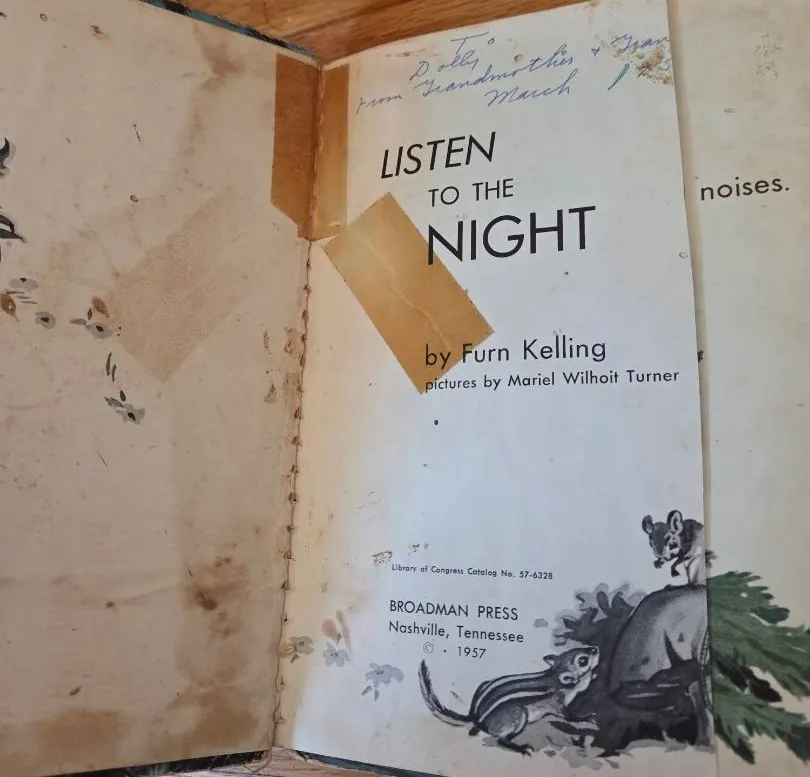 To
Dolly
From Grandmother +
March
LISTEN
TO THE
NIGHT
by Furn Kelling
pictures by Mariel Wilhoit Turner
Library of Congress Catalog No. 57-6328
BROADMAN PRESS
Nashville, Tennessee
© · 1957
noises.